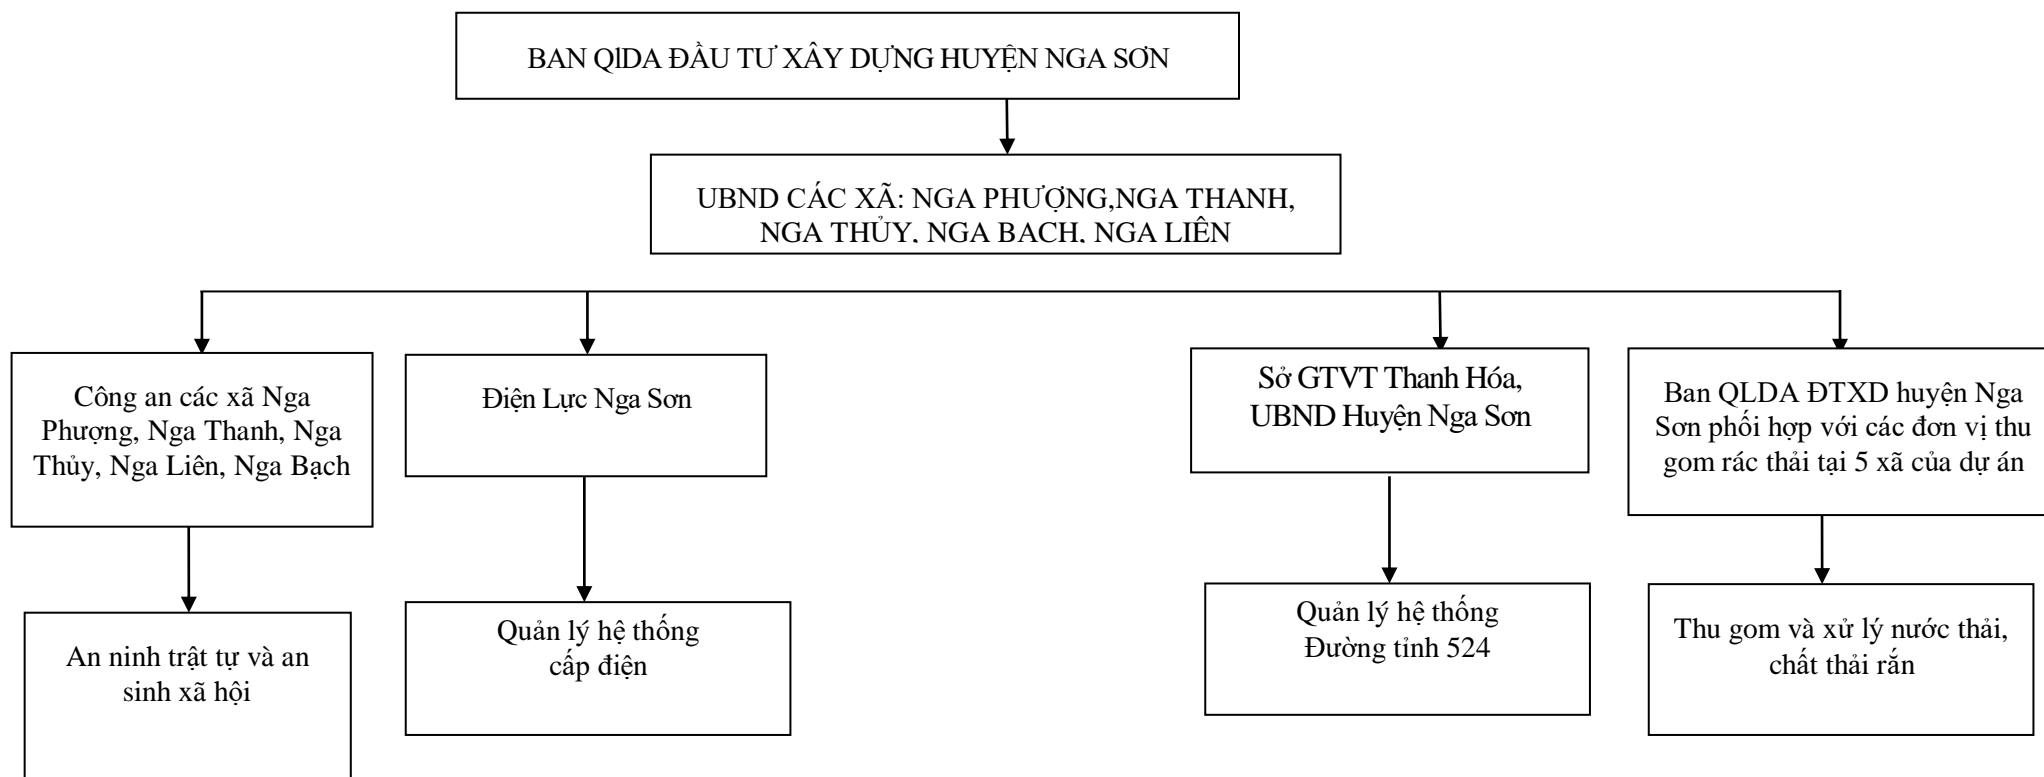 BAN QlDA ĐẦU TƯ XÂY DỰNG HUYỆN NGA SƠN
UBND CÁC XÃ: NGA PHƯỢNG,NGA THANH,
NGA THỦY, NGA BẠCH, NGA LIÊN
Công an các xã Nga
Phượng, Nga Thanh, Nga
Thủy, Nga Liên, Nga Bạch
Điện Lực Nga Sơn
Sở GTVT Thanh Hóa,
UBND Huyện Nga Sơn
Ban QLDA ĐTXD huyện Nga
Sơn phối hợp với các đơn vị thu
gom rác thải tại 5 xã của dự án
An ninh trật tự và an
sinh xã hội
Quản lý hệ thống
cấp điện
Quản lý hệ thống
Đường tỉnh 524
Thu gom và xử lý nước thải,
chất thải rắn